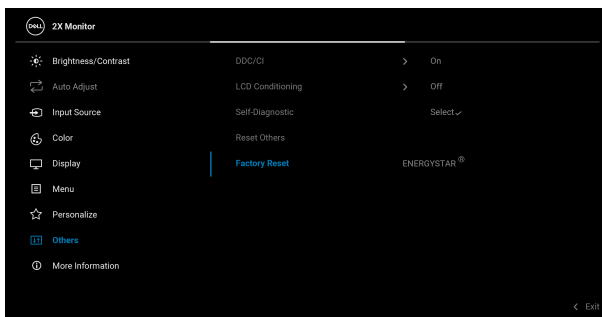 DELL 2X Monitor
Brightness/Contrast DDC/CI > On
Auto Adjust LCD Conditioning > Off
Input Source Self-Diagnostic Select ✓
Color Reset Others
Display Factory Reset ENERGYSTAR ®
Menu
Personalize
Others
More Information
< Exit